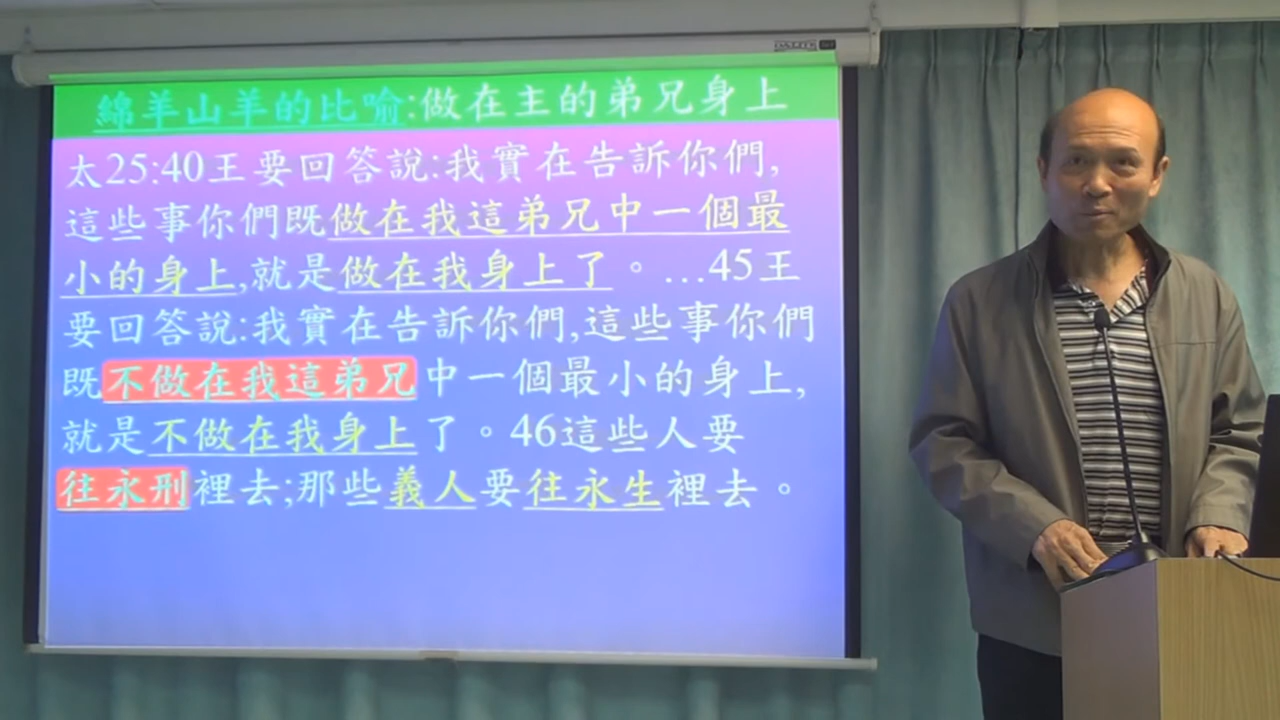 綿羊山羊的比喻:做在主的弟兄身上
太25:40王要回答說:我實在告訴你們,
這些事你們既做在我這弟兄中一個最
小的身上,就是做在我身上了。…45王
要回答說:我實在告訴你們,這些事你們
既不做在我這弟兄中一個最小的身上,
就是不做在我身上了。46這些人要
往永刑裡去;那些義人要往永生裡去。